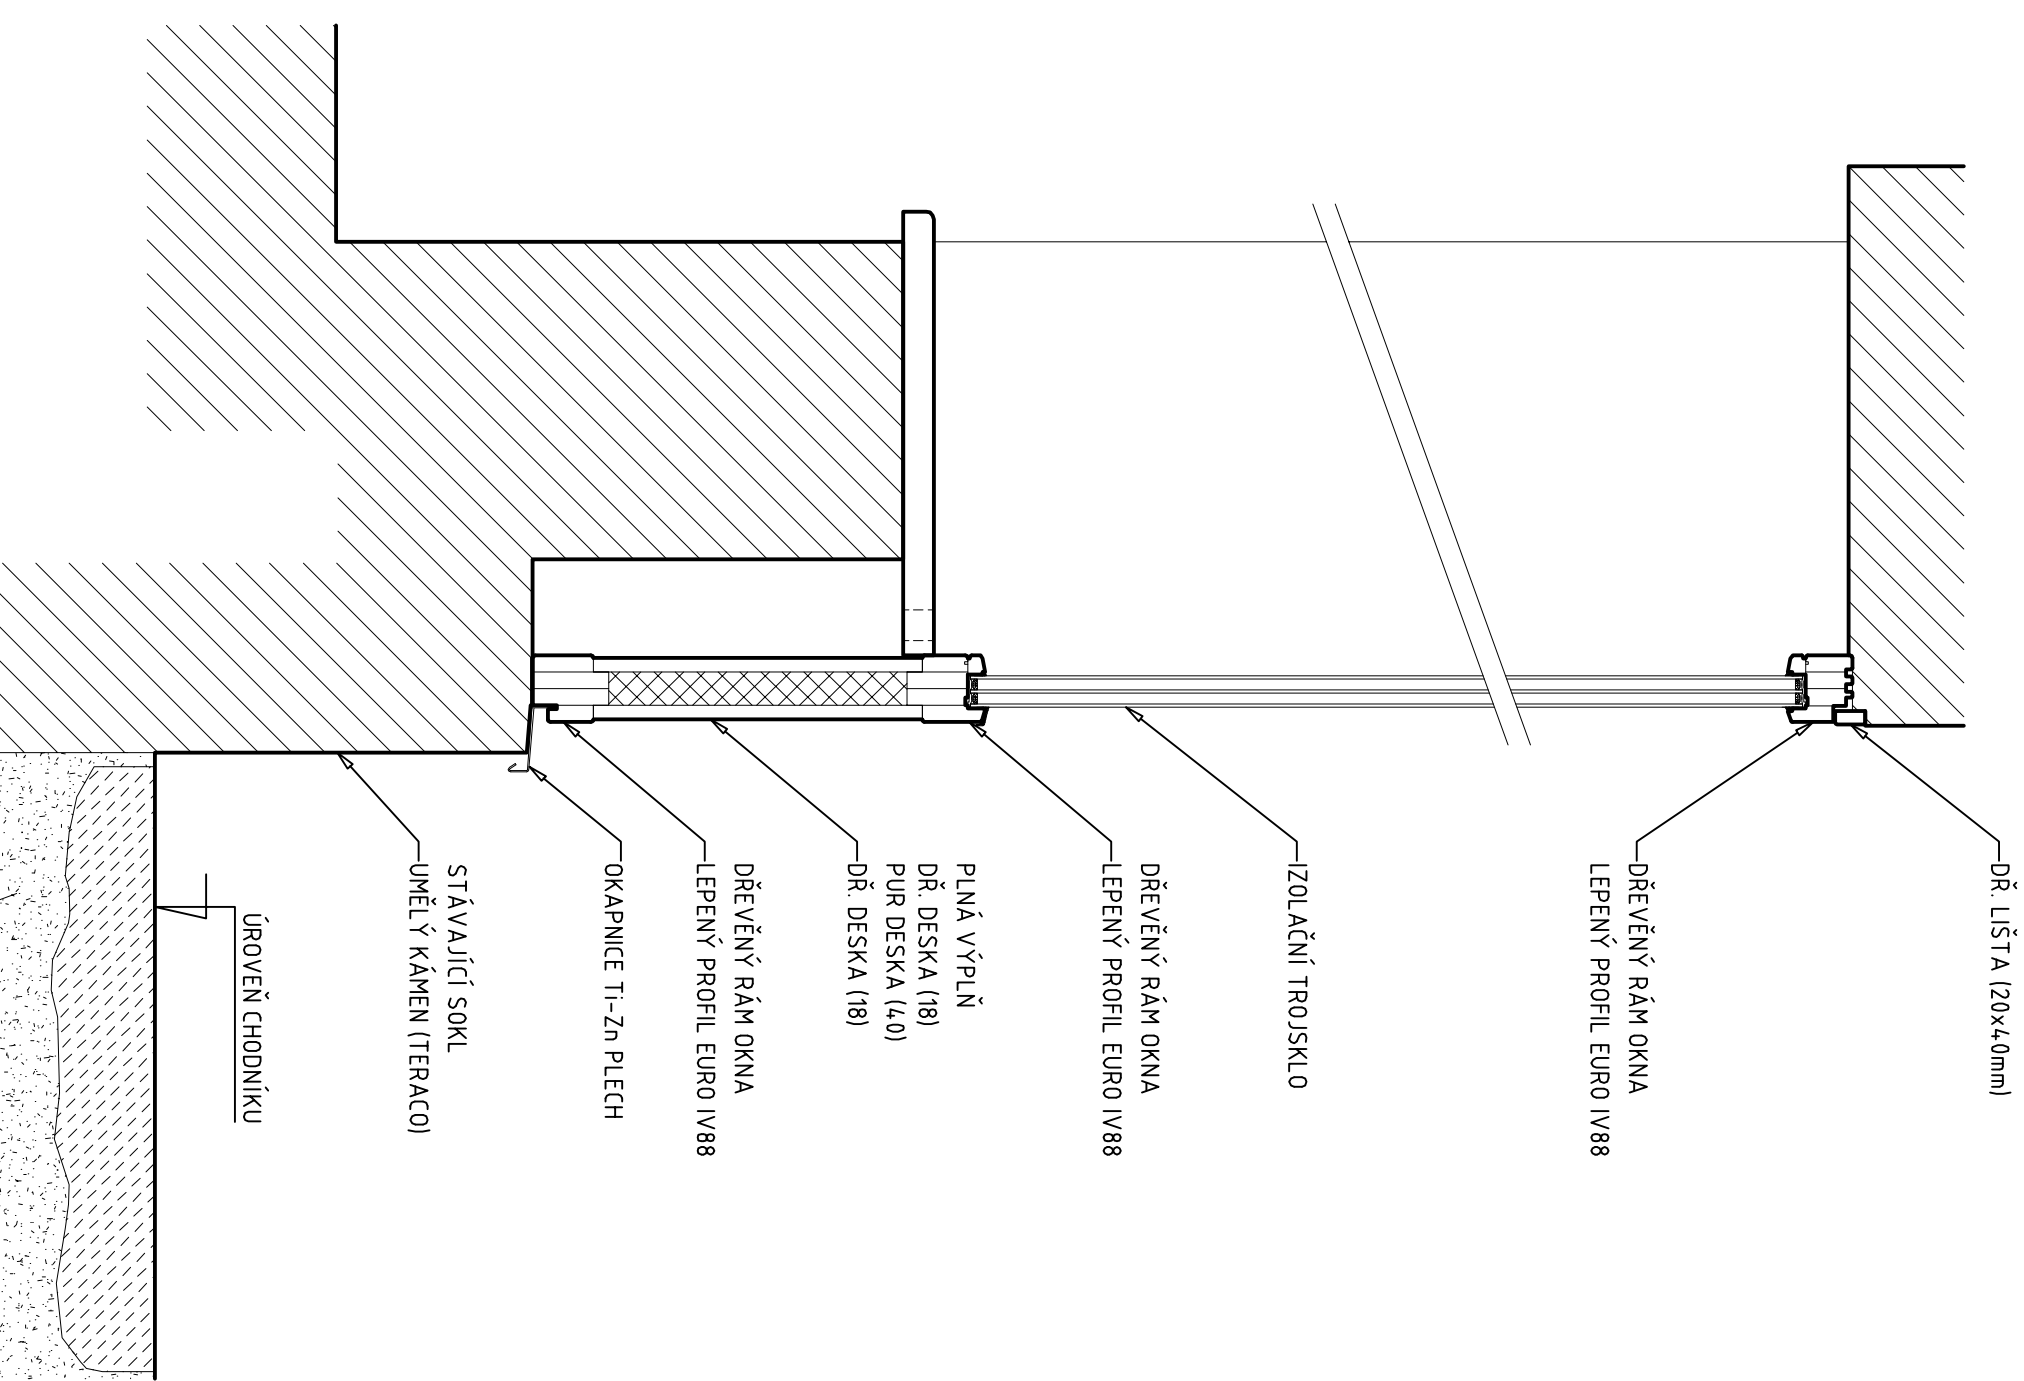 DŘ. LIŠTA (20x40mm)
DŘEVĚNÝ RÁM OKNA
LEPENÝ PROFIL EURO IV88
IZOLAČNÍ TROJSKLO
DŘEVĚNÝ RÁM OKNA
LEPENÝ PROFIL EURO IV88
PLNÁ VÝPLŇ
DŘ. DESKA (18)
PUR DESKA (40)
DŘ. DESKA (18)
DŘEVĚNÝ RÁM OKNA
LEPENÝ PROFIL EURO IV88
OKAPNICE Ti-Zn PLECH
STÁVAJÍCÍ SOKL
UMĚLÝ KÁMEN (TERACO)
ÚROVEŇ CHODNÍKU